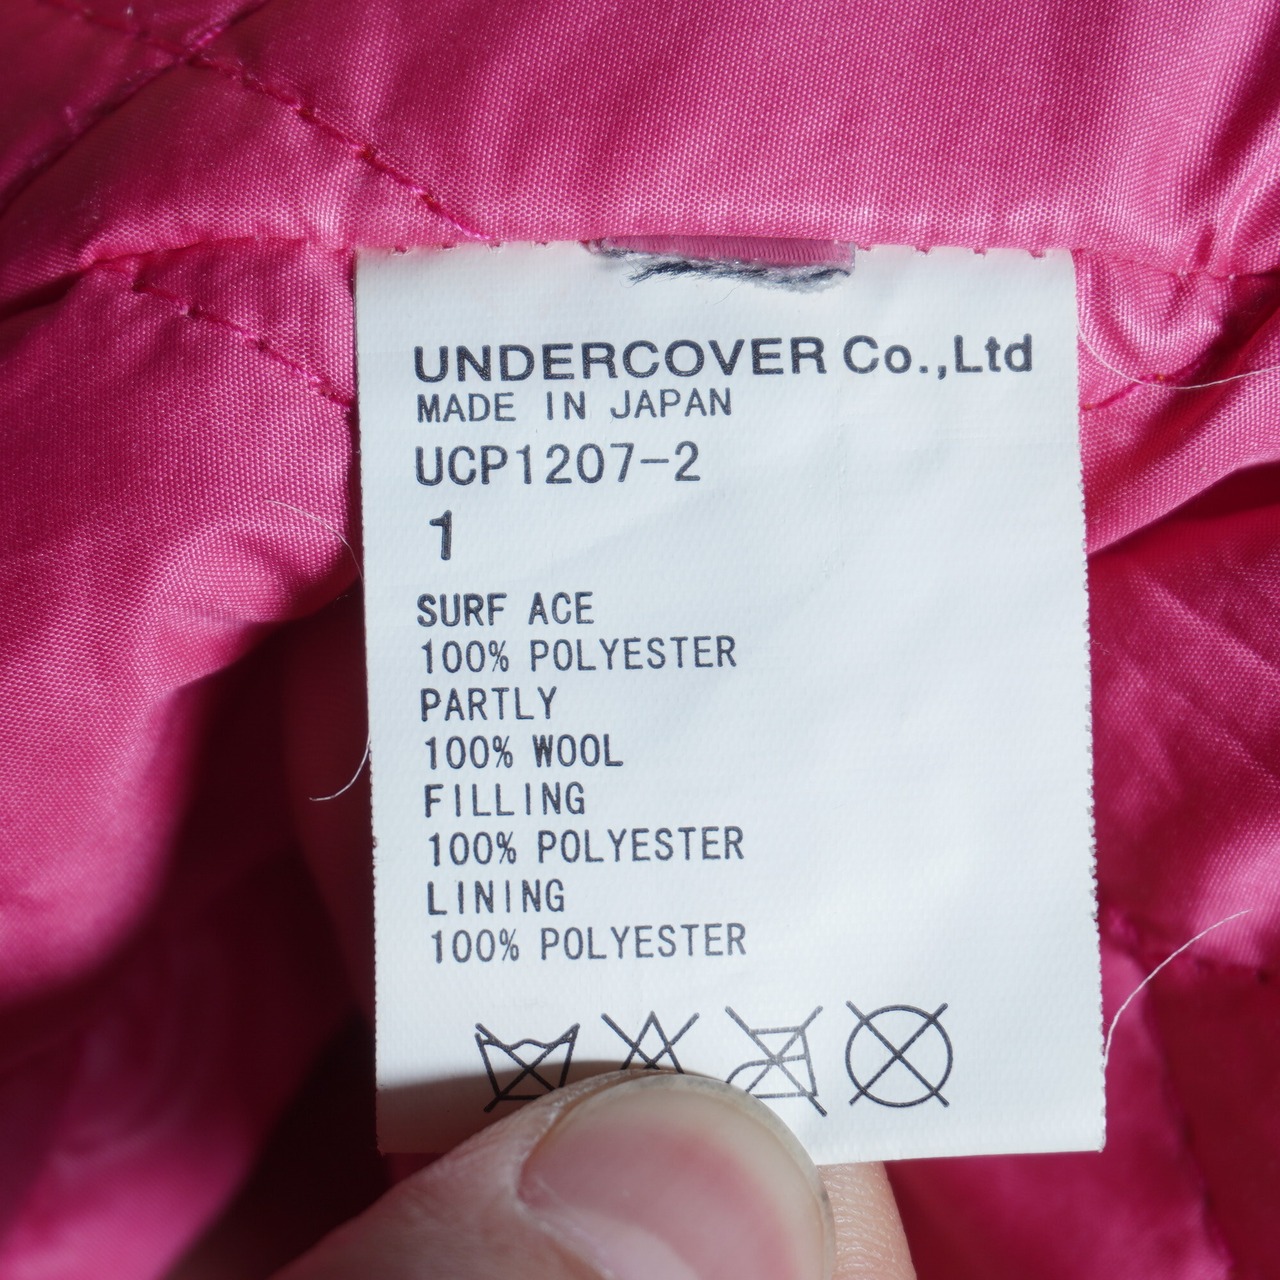 UNDERCOVER Co.,Ltd
MADE IN JAPAN
UCP1207-2
1
SURF ACE
100% POLYESTER
PARTLY
100% WOOL
FILLING
100% POLYESTER
LINING
100% POLYESTER